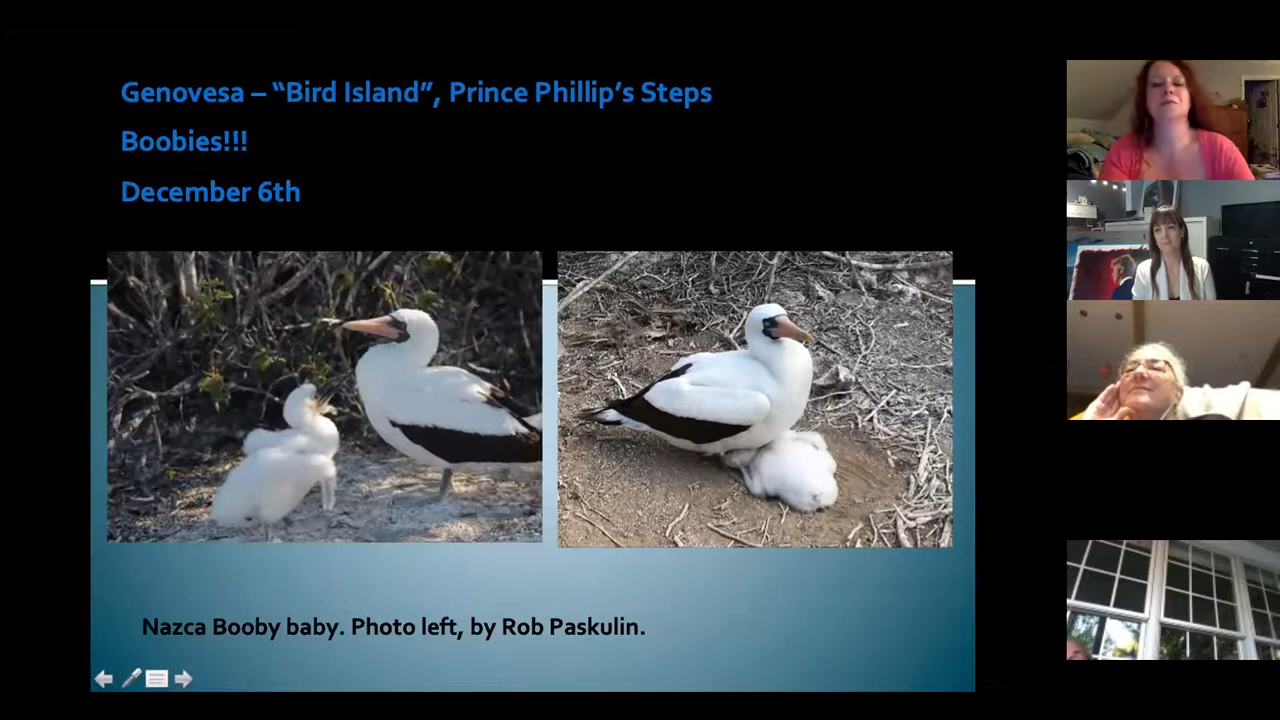 Genovesa – “Bird Island”, Prince Phillip’s Steps
Boobies!!!
December 6th
Nazca Booby baby. Photo left, by Rob Paskulin.